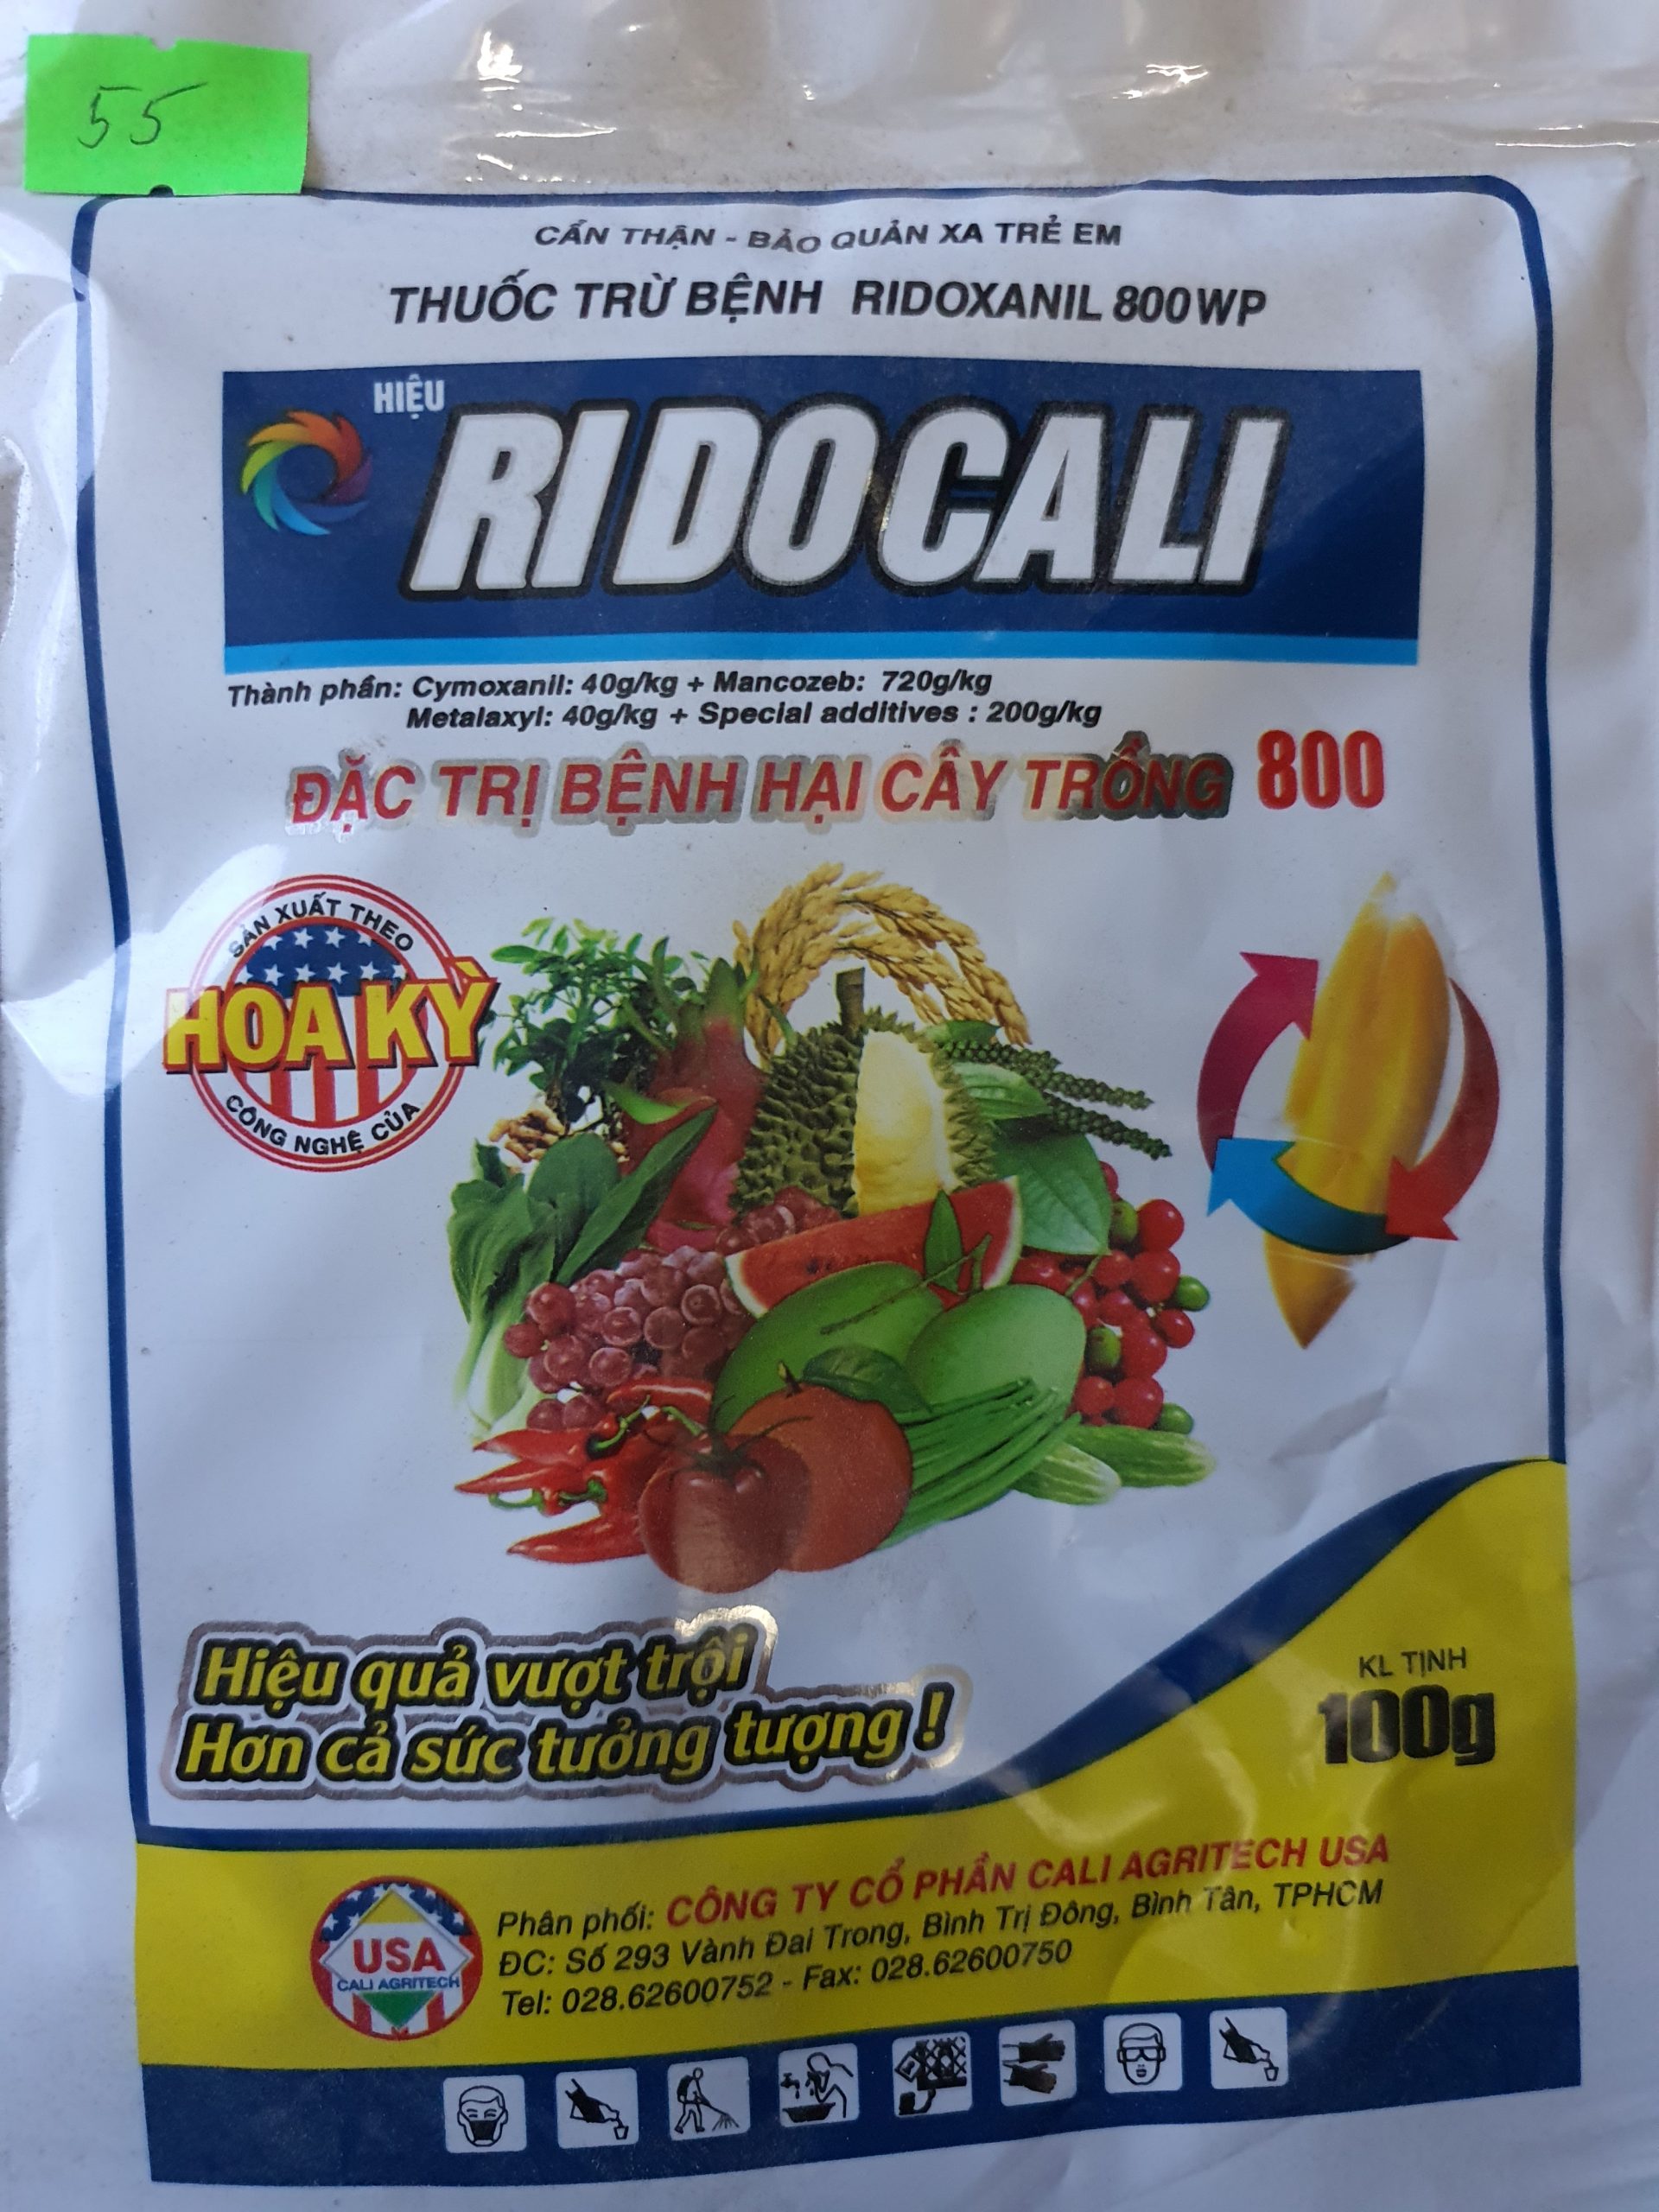 55
CẨN THẬN - BẢO QUẢN XA TRẺ EM
THUỐC TRỪ BỆNH RIDOXANIL 800WP
HIỆU
RIDOCALI
Thành phần: Cymoxanil: 40g/kg + Mancozeb: 720g/kg
Metalaxyl: 40g/kg + Special additives : 200g/kg
ĐẶC TRỊ BỆNH HẠI CÂY TRỒNG 800
SẢN XUẤT THEO
HOA KỲ
CÔNG NGHỆ CỦA
Hiệu quả vượt trội
Hơn cả sức tưởng tượng !
KL TỊNH
100g
USA
CALI AGRITECH
Phân phối: CÔNG TY CỔ PHẦN CALI AGRITECH USA
ĐC: Số 293 Vành Đai Trong, Bình Trị Đông, Bình Tân, TPHCM
Tel: 028.62600752 - Fax: 028.62600750